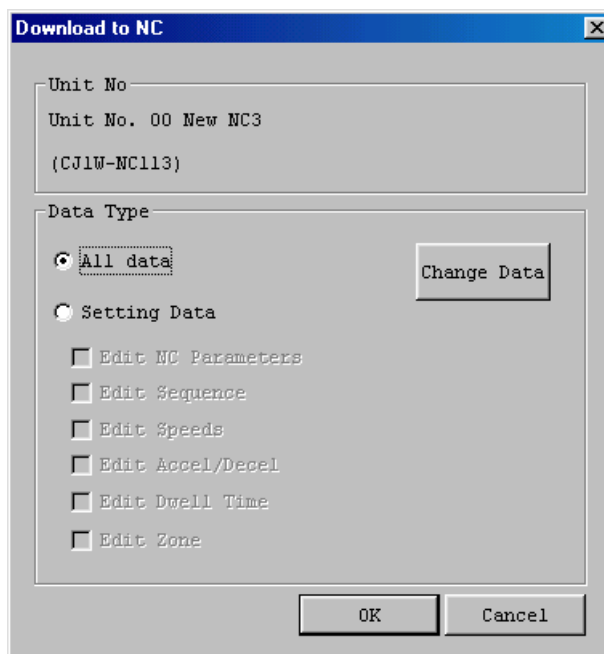 Download to NC
Unit No
Unit No. 00 New NC3
(CJ1W-NC113)
Data Type
All data
Change Data
Setting Data
Edit NC Parameters
Edit Sequence
Edit Speeds
Edit Accel/Decel
Edit Dwell Time
Edit Zone
OK Cancel